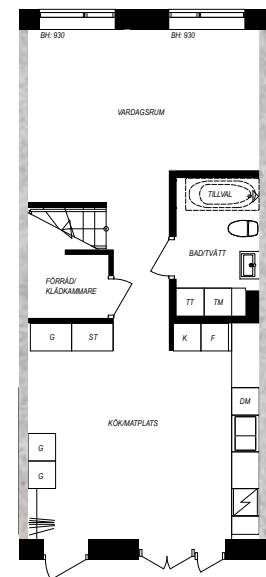 BH: 930
BH: 930
VARDAGSRUM
TILLVAL
BAD/TVÄTT
FÖRRÅD/
KLÄDKAMMARE
TT
TM
G
ST
K
F
DM
KÖK/MATPLATS
G
G